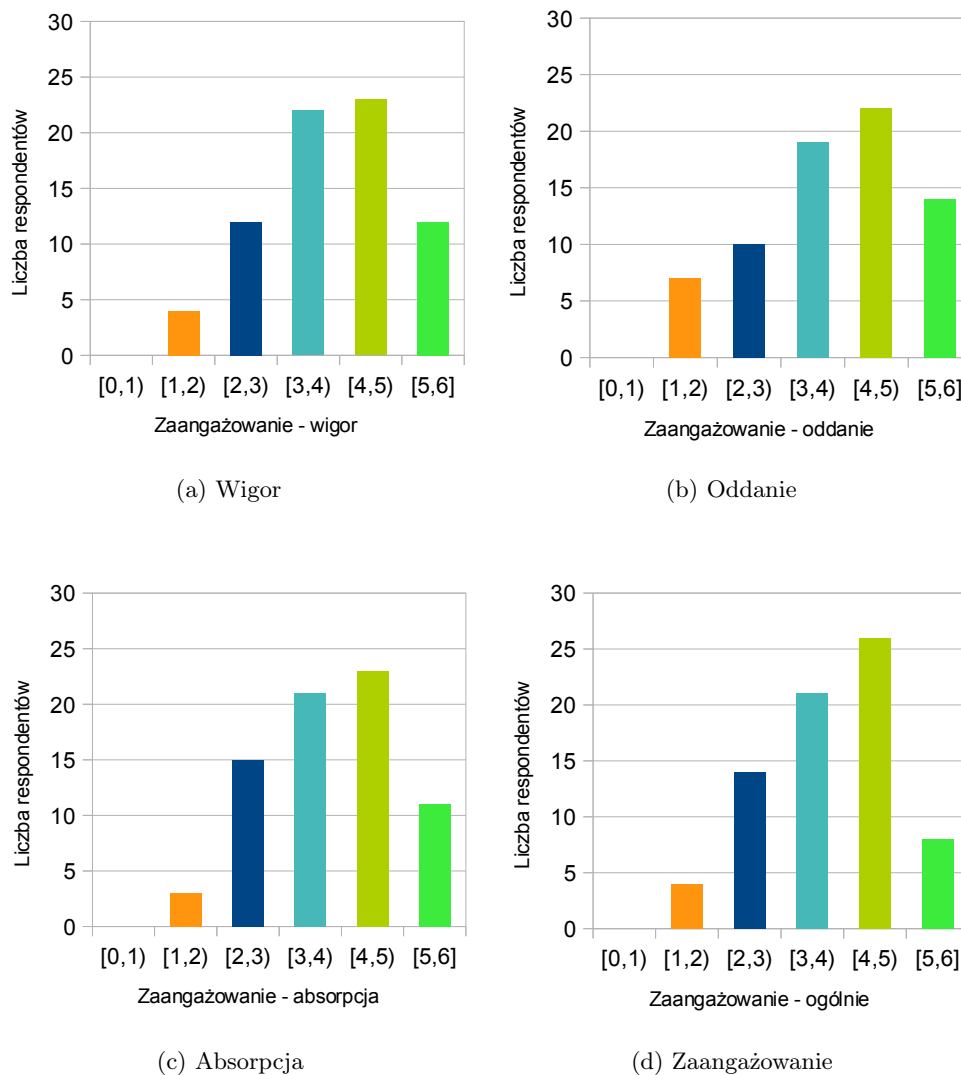 30
25
20
15
10
5
0
Liczba respondentów
[0,1) [1,2) [2,3) [3,4) [4,5) [5,6]
Zaangażowanie - wigor
(a) Wigor
30
25
20
15
10
5
0
Liczba respondentów
[0,1) [1,2) [2,3) [3,4) [4,5) [5,6]
Zaangażowanie - oddanie
(b) Oddanie
30
25
20
15
10
5
0
Liczba respondentów
[0,1) [1,2) [2,3) [3,4) [4,5) [5,6]
Zaangażowanie - absorpcja
(c) Absorpcja
30
25
20
15
10
5
0
Liczba respondentów
[0,1) [1,2) [2,3) [3,4) [4,5) [5,6]
Zaangażowanie - ogólnie
(d) Zaangażowanie